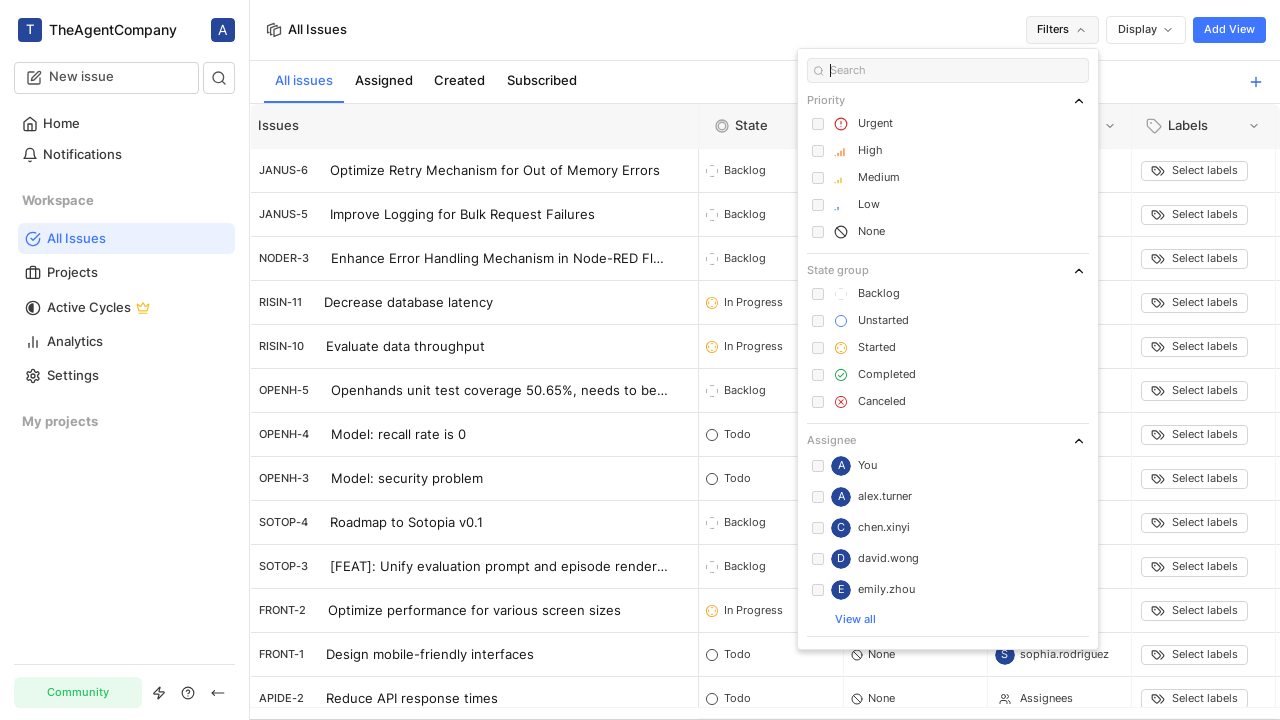 T TheAgentCompany A
New issue
Home
Notifications
Workspace
All Issues
Projects
Active Cycles
Analytics
Settings
My projects
Community
All Issues
Filters
Display
Add View
All issues
Assigned
Created
Subscribed
Issues
State
Labels
JANUS-6 Optimize Retry Mechanism for Out of Memory Errors Backlog Select labels
JANUS-5 Improve Logging for Bulk Request Failures Backlog Select labels
NODER-3 Enhance Error Handling Mechanism in Node-RED Fl... Backlog Select labels
RISIN-11 Decrease database latency In Progress Select labels
RISIN-10 Evaluate data throughput In Progress Select labels
OPENH-5 Openhands unit test coverage 50.65%, needs to be... Backlog Select labels
OPENH-4 Model: recall rate is 0 Todo Select labels
OPENH-3 Model: security problem Todo Select labels
SOTOP-4 Roadmap to Sotopia v0.1 Backlog Select labels
SOTOP-3 [FEAT]: Unify evaluation prompt and episode render... Backlog Select labels
FRONT-2 Optimize performance for various screen sizes In Progress Select labels
FRONT-1 Design mobile-friendly interfaces Todo None S sophia.rodriguez Select labels
APIDE-2 Reduce API response times Todo None Assignees Select labels
Search
Priority
Urgent
High
Medium
Low
None
State group
Backlog
Unstarted
Started
Completed
Canceled
Assignee
A You
A alex.turner
C chen.xinyi
D david.wong
E emily.zhou
View all